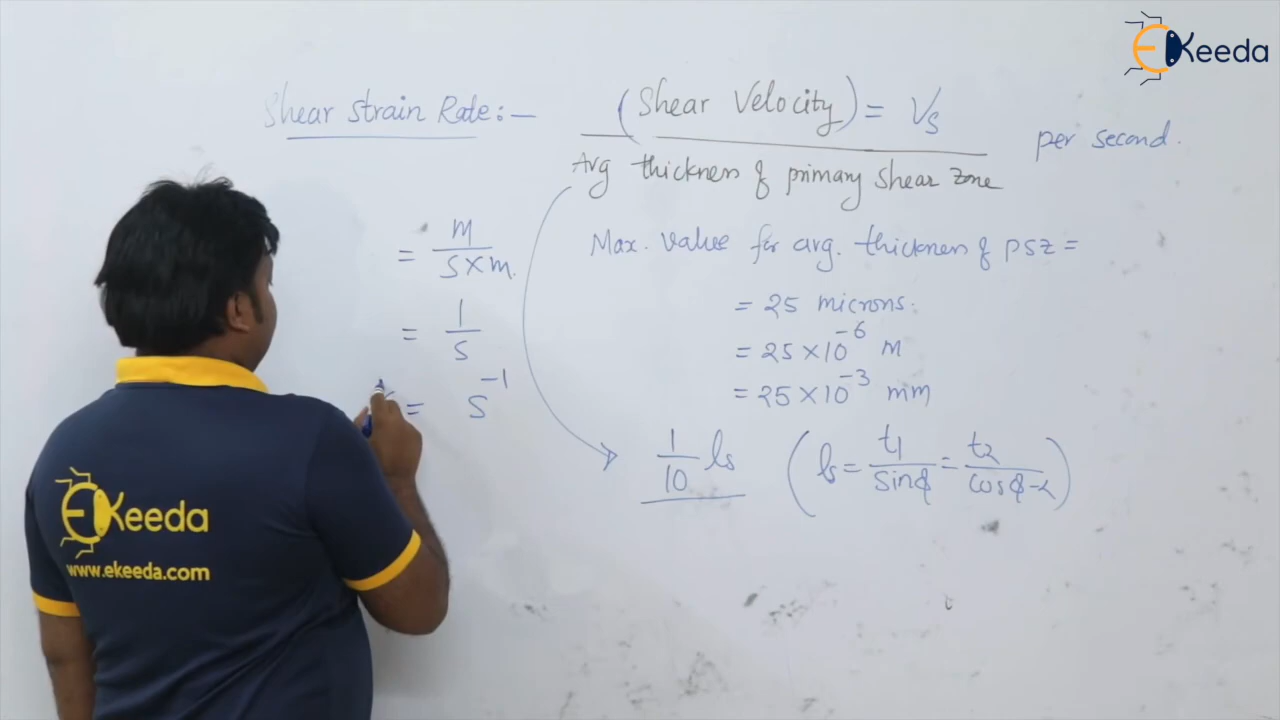 EKeeda
Shear Strain Rate:- (Shear Velocity) = Vs
Avg thickness of primary shear zone
per second.
= m / s×m.
= 1 / s
= s⁻¹
Max. Value for avg. thickness of PSZ =
= 25 microns.
= 25×10⁻⁶ m
= 25×10⁻³ mm
1/10 ls (ls = t1/sinϕ = t2/cosϕ-α)
EKeeda
www.ekeeda.com